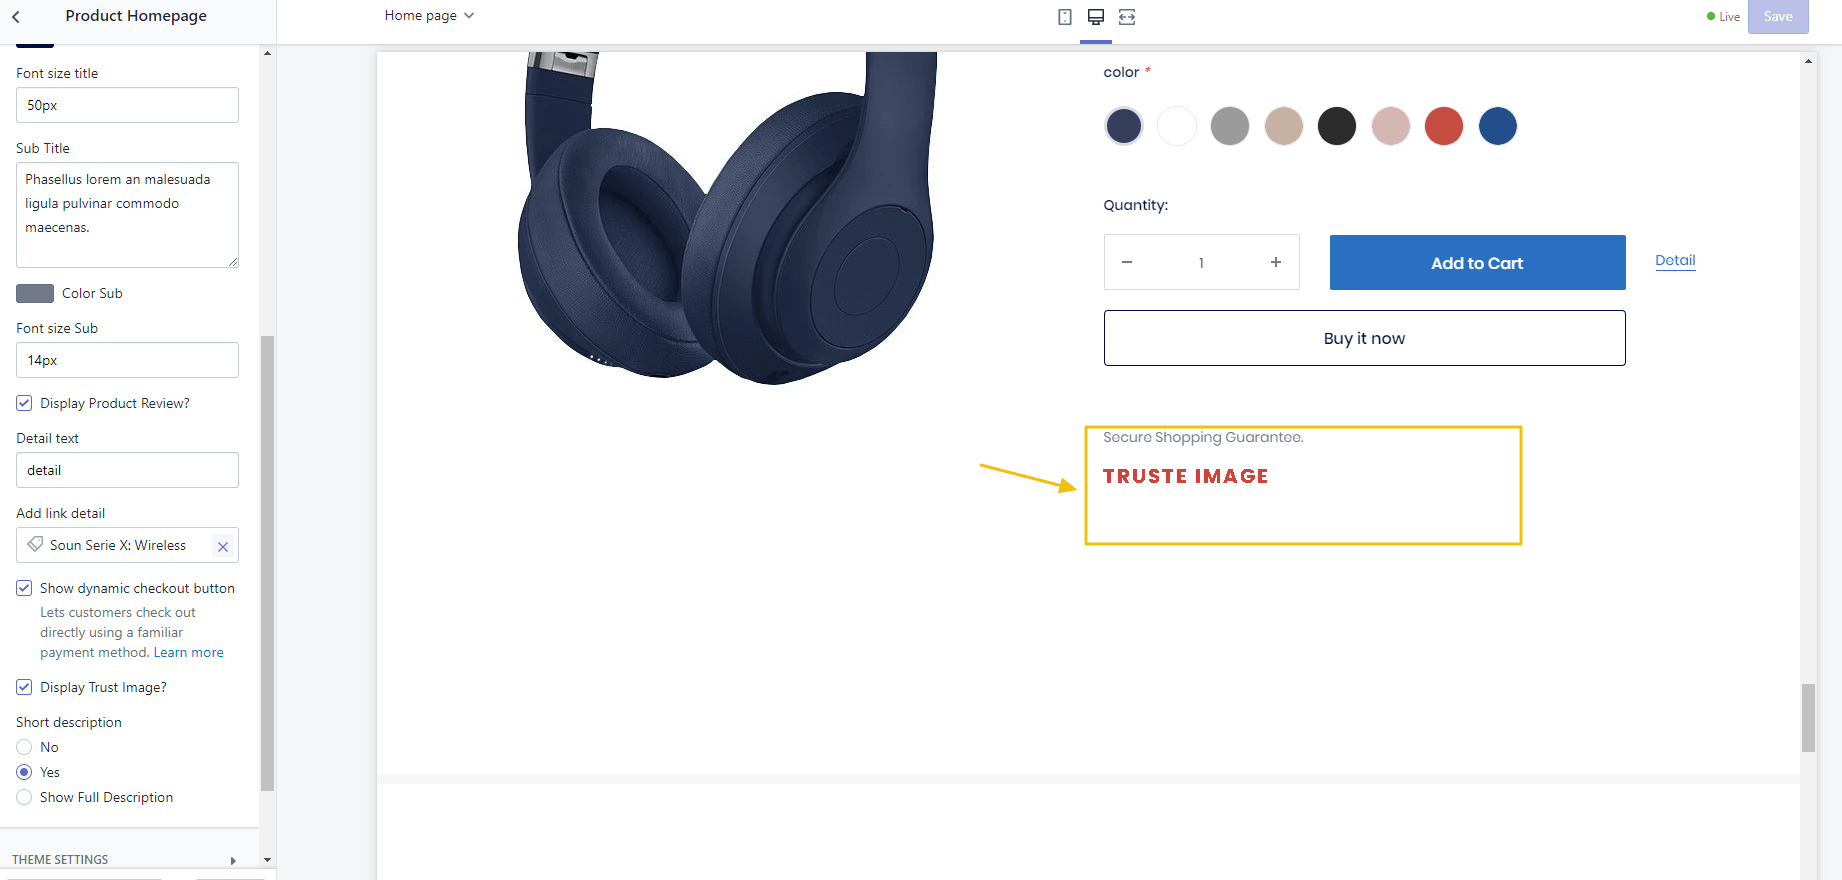 Product Homepage
Home page
Live
Save
Font size title
50px
Sub Title
Phasellus lorem an malesuada
ligula pulvinar commodo
maecenas.
Color Sub
Font size Sub
14px
Display Product Review?
Detail text
detail
Add link detail
Soun Serie X: Wireless
Show dynamic checkout button
Lets customers check out
directly using a familiar
payment method. Learn more
Display Trust Image?
Short description
No
Yes
Show Full Description
THEME SETTINGS
color *
Quantity:
− 1 +
Add to Cart
Detail
Buy it now
Secure Shopping Guarantee.
TRUSTE IMAGE